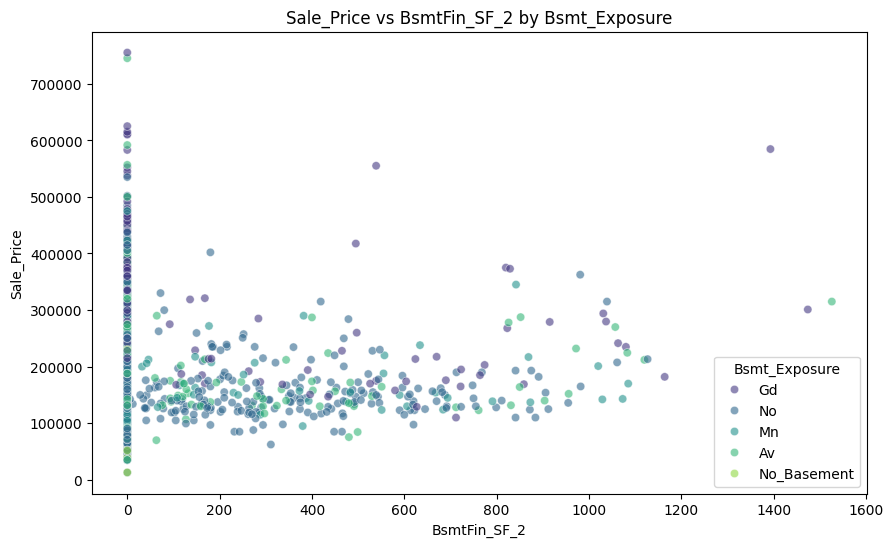 Sale_Price vs BsmtFin_SF_2 by Bsmt_Exposure
Sale_Price
700000
600000
500000
400000
300000
200000
100000
0
Bsmt_Exposure
Gd
No
Mn
Av
No_Basement
0 200 400 600 800 1000 1200 1400 1600
BsmtFin_SF_2